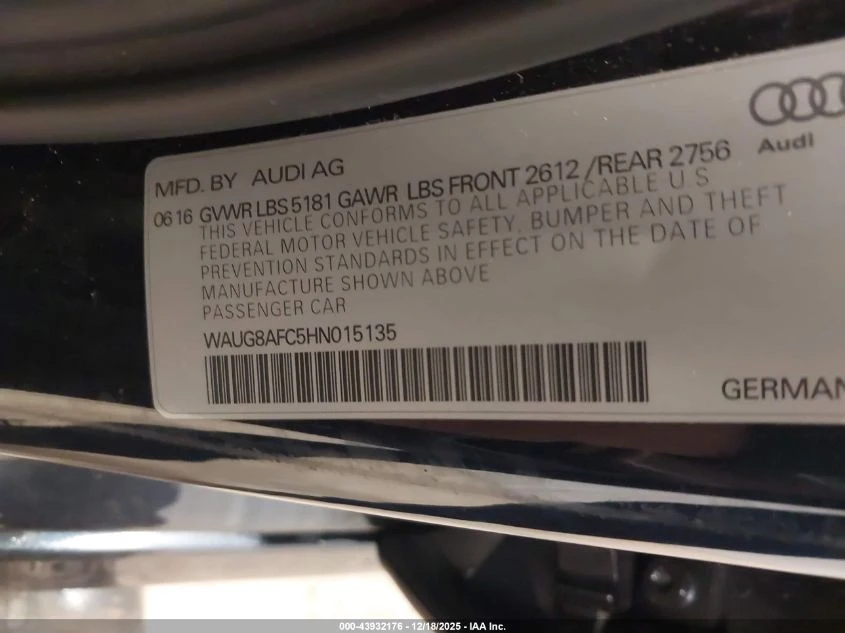 Audi
MFD. BY AUDI AG
06 16 GVWR LBS 5181 GAWR LBS FRONT 2612 / REAR 2756
THIS VEHICLE CONFORMS TO ALL APPLICABLE U S
FEDERAL MOTOR VEHICLE SAFETY, BUMPER AND THEFT
PREVENTION STANDARDS IN EFFECT ON THE DATE OF
MANUFACTURE SHOWN ABOVE
PASSENGER CAR
WAUG8AFC5HN015135
GERMAN
000-43932176 - 12/18/2025 - IAA Inc.